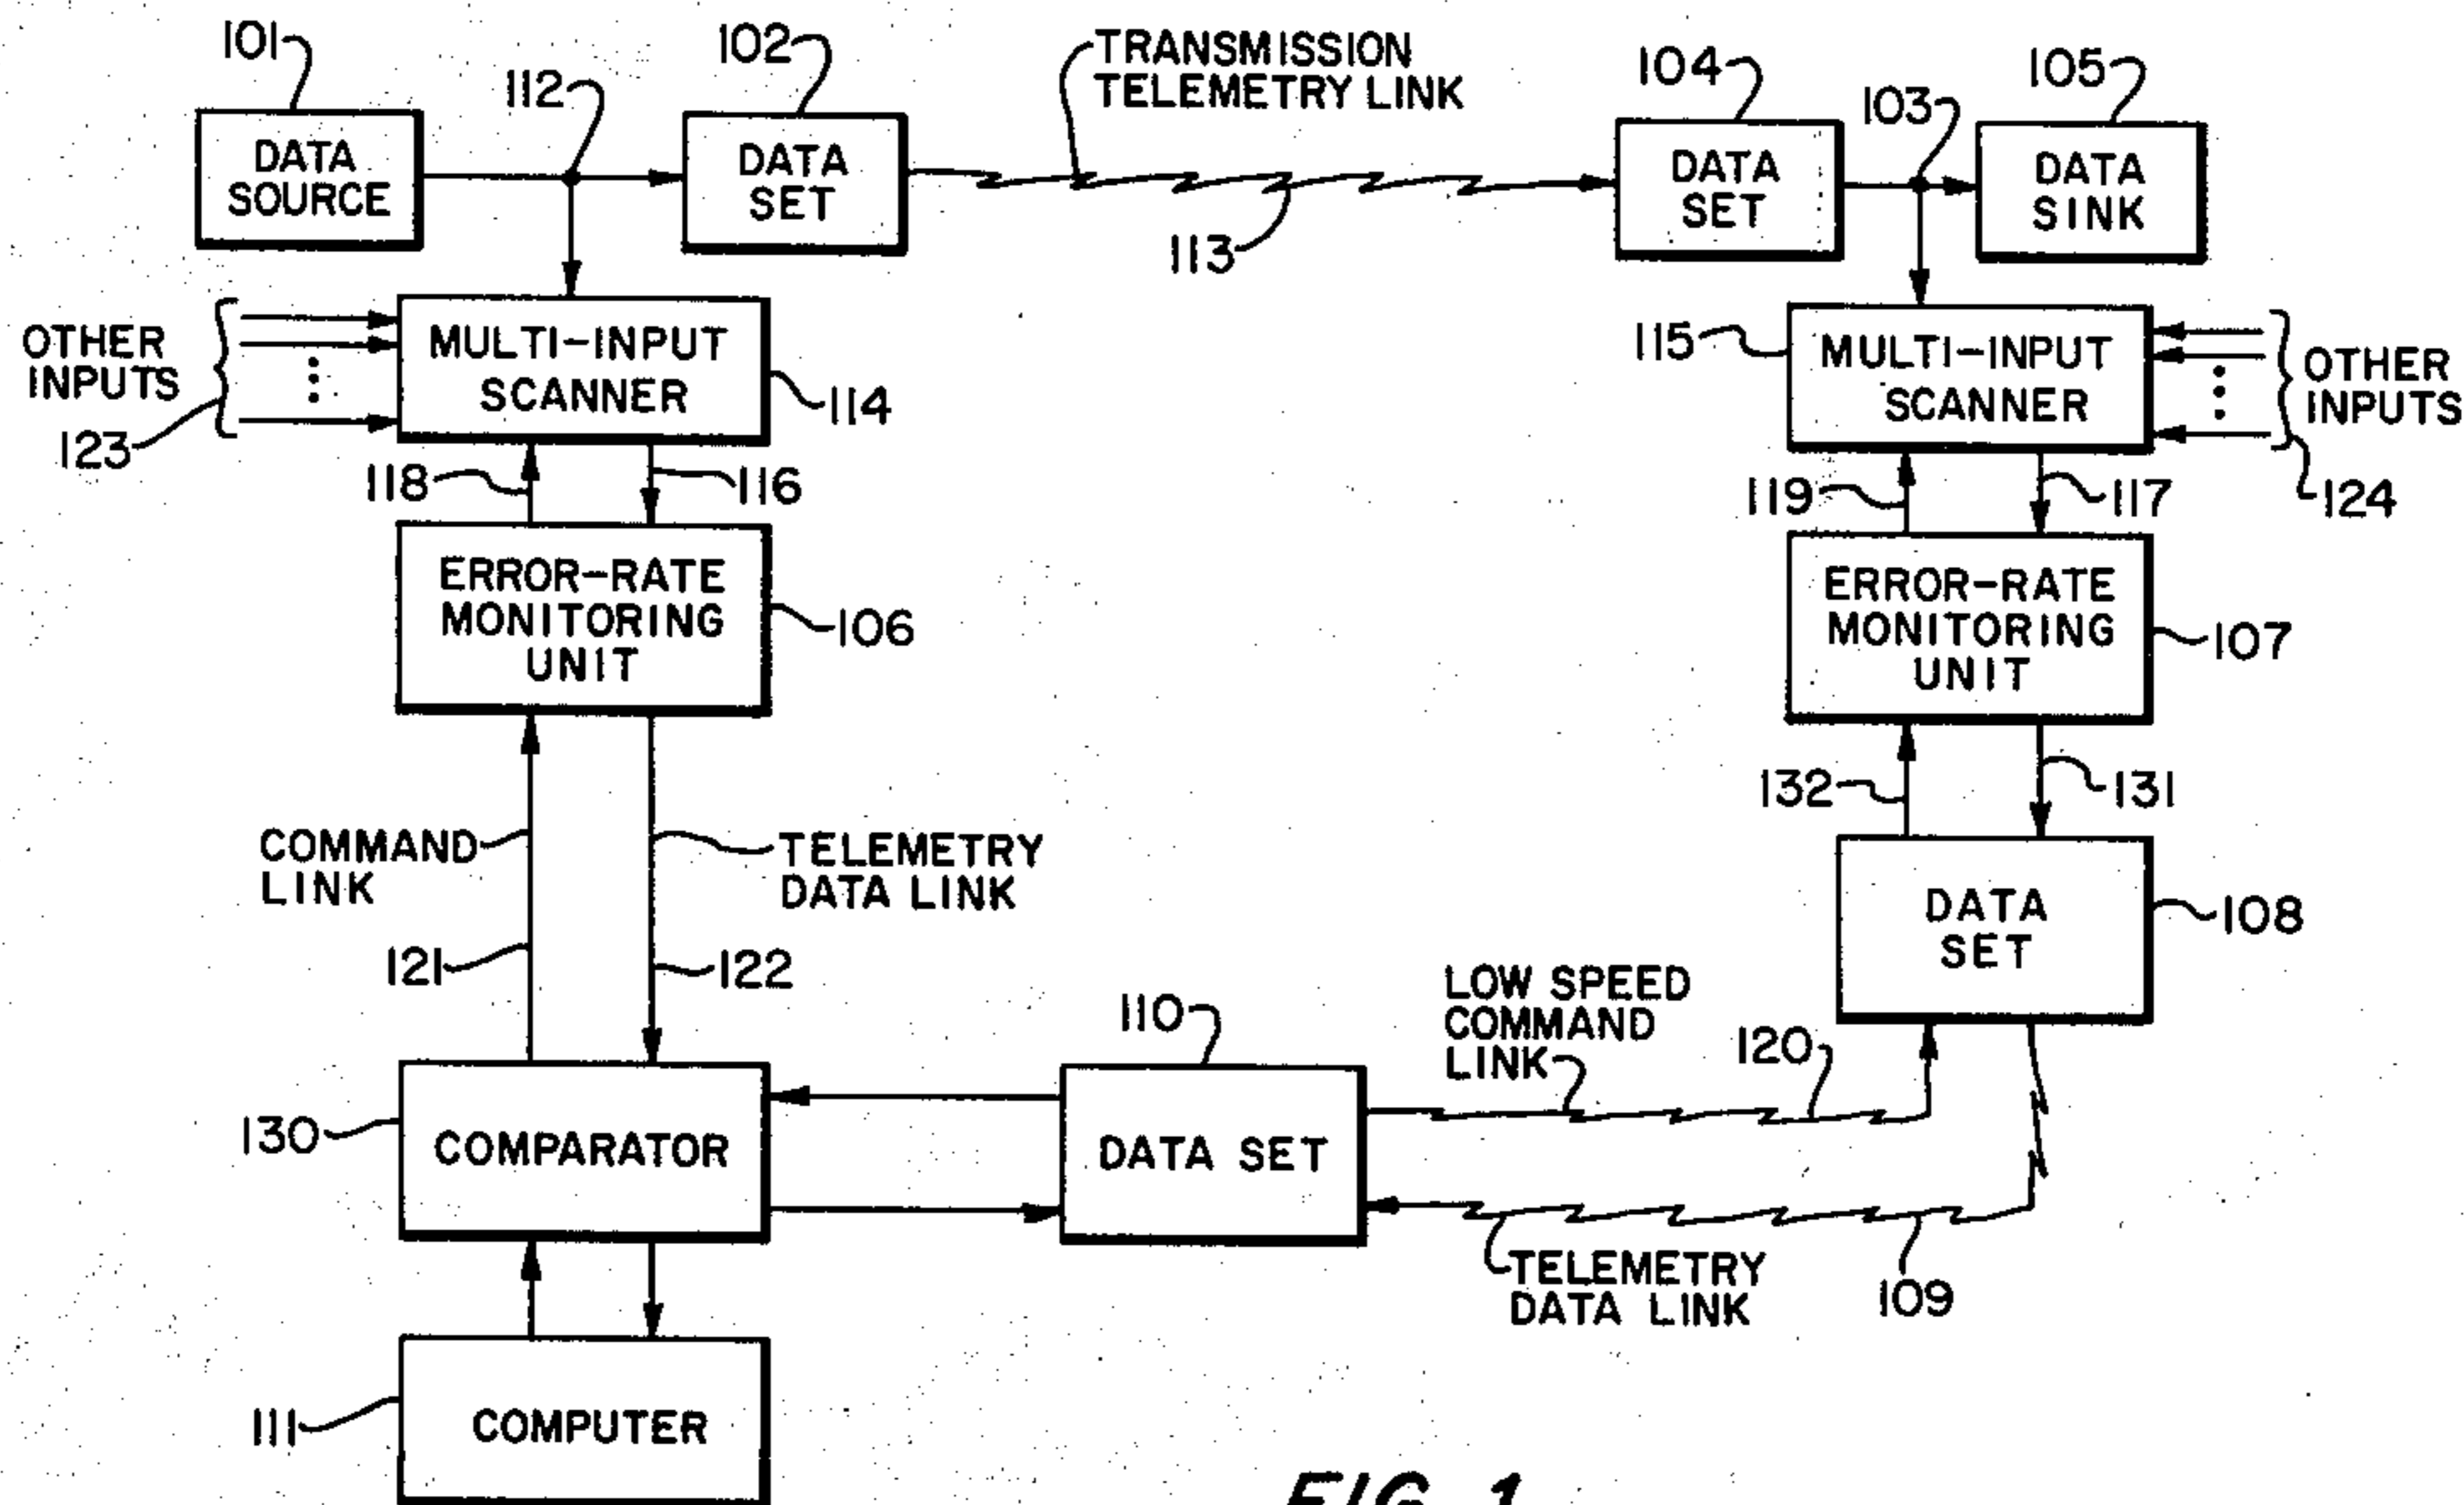 101
112
102
TRANSMISSION
TELEMETRY LINK
104
103
105
DATA
SOURCE
DATA
SET
113
DATA
SET
DATA
SINK
OTHER
INPUTS
123
MULTI-INPUT
SCANNER
114
115
MULTI-INPUT
SCANNER
OTHER
INPUTS
124
118
116
119
117
ERROR-RATE
MONITORING
UNIT
106
ERROR-RATE
MONITORING
UNIT
107
132
131
COMMAND
LINK
TELEMETRY
DATA LINK
121
122
DATA
SET
108
110
LOW SPEED
COMMAND
LINK
120
130
COMPARATOR
DATA SET
TELEMETRY
DATA LINK
109
111
COMPUTER
FIG. 1